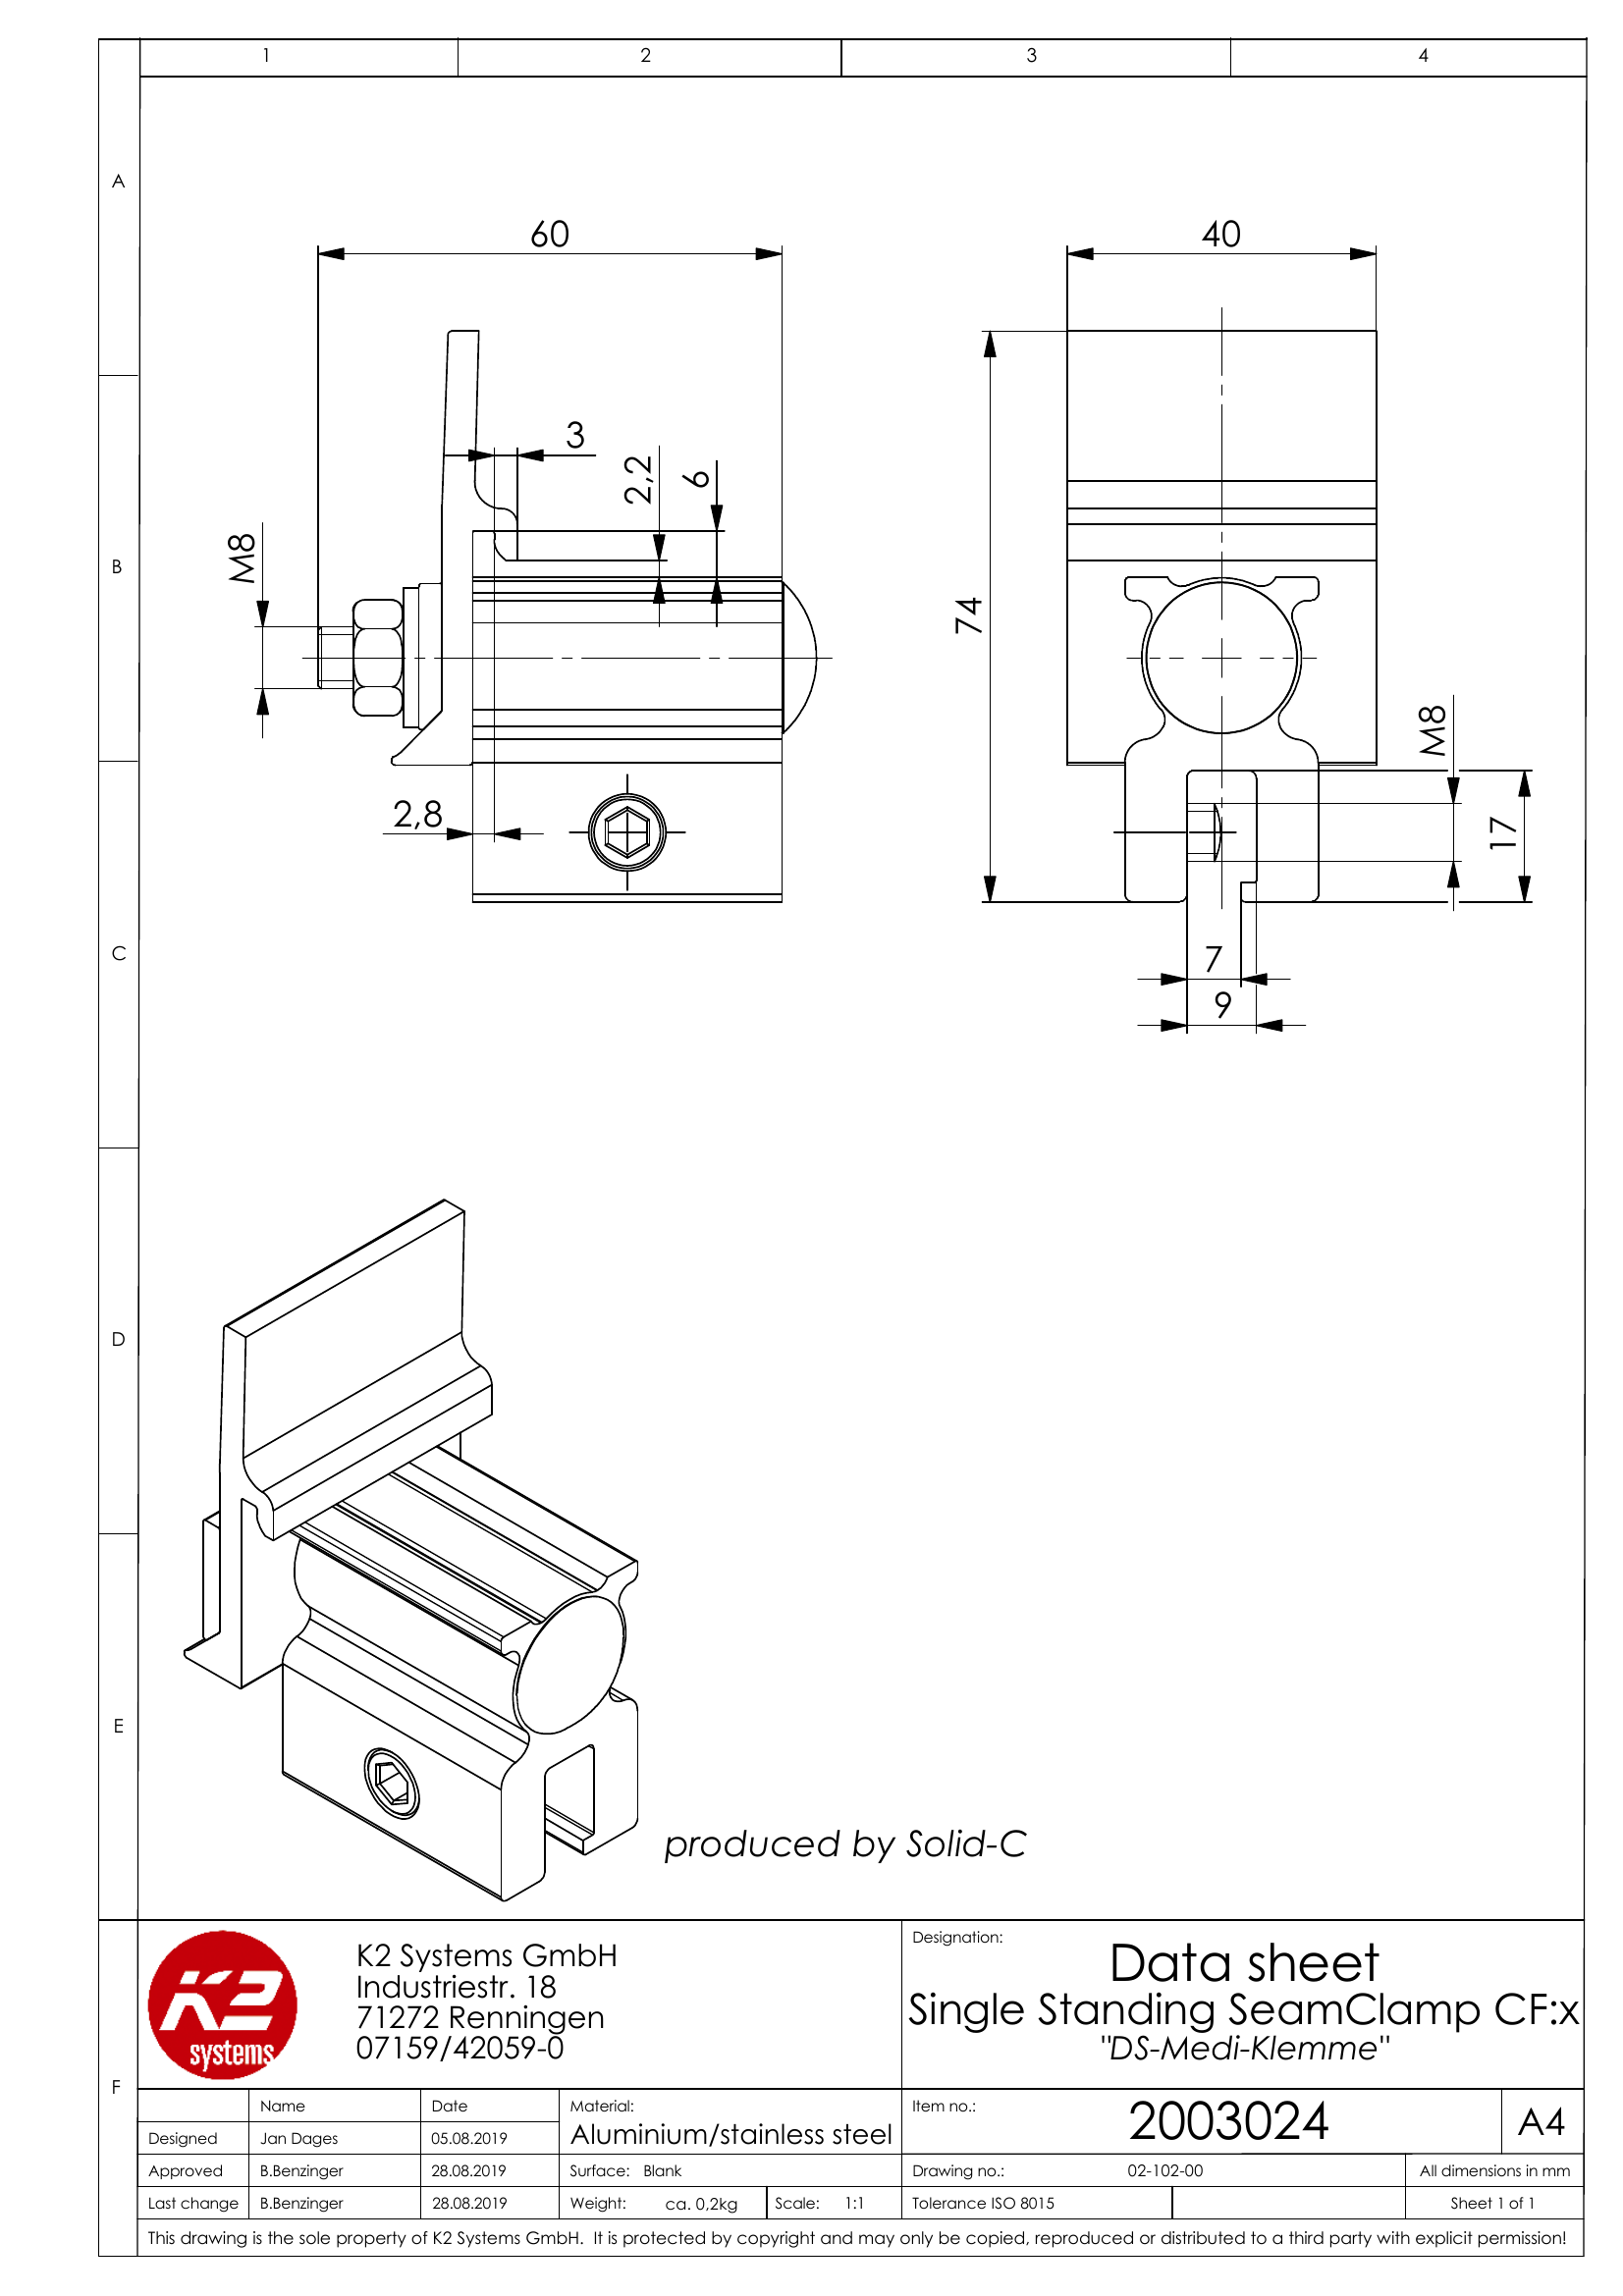 1 2 3 4
A
B
C
D
E
F
60
40
3
2,2
6
M8
74
M8
2,8
17
7
9
produced by Solid-C
K2 systems
K2 Systems GmbH
Industriestr. 18
71272 Renningen
07159/42059-0
Designation:
Data sheet
Single Standing SeamClamp CF:x
"DS-Medi-Klemme"
Name Date Material: Item no.:
Aluminium/stainless steel 2003024 A4
Designed Jan Dages 05.08.2019
Approved B.Benzinger 28.08.2019 Surface: Blank Drawing no.: 02-102-00 All dimensions in mm
Last change B.Benzinger 28.08.2019 Weight: ca. 0,2kg Scale: 1:1 Tolerance ISO 8015 Sheet 1 of 1
This drawing is the sole property of K2 Systems GmbH. It is protected by copyright and may only be copied, reproduced or distributed to a third party with explicit permission!